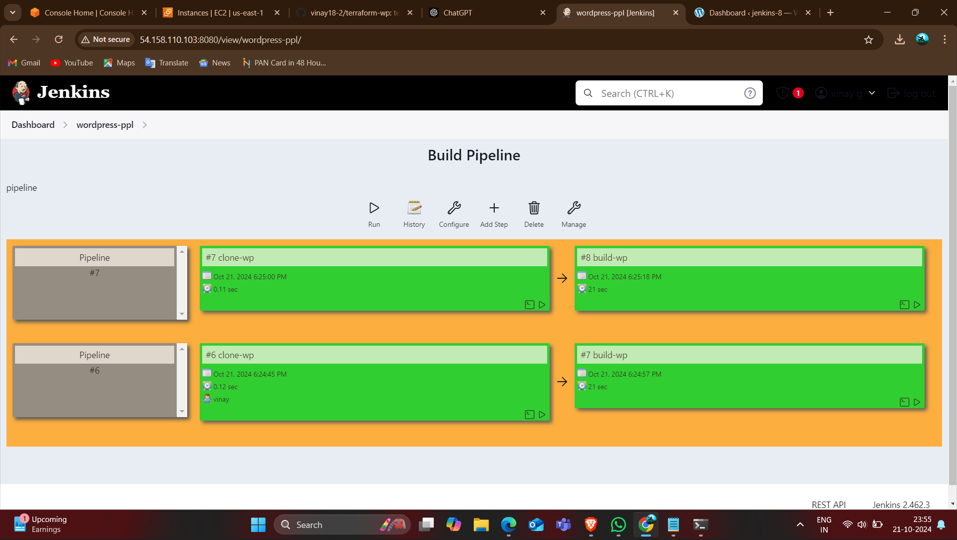 Console Home | Console H
Instances | EC2 | us-east-1
vinay18-2/terraform-wp: te
ChatGPT
wordpress-ppl [Jenkins]
Dashboard ‹ jenkins-8 — W
Not secure
54.158.110.103:8080/view/wordpress-ppl/
Gmail
YouTube
Maps
Translate
News
PAN Card in 48 Hou...
Jenkins
Search (CTRL+K)
1
vinay g
log out
Dashboard
wordpress-ppl
Build Pipeline
pipeline
Run
History
Configure
Add Step
Delete
Manage
Pipeline
#7
#7 clone-wp
Oct 21, 2024 6:25:00 PM
0.11 sec
#8 build-wp
Oct 21, 2024 6:25:18 PM
21 sec
Pipeline
#6
#6 clone-wp
Oct 21, 2024 6:24:45 PM
0.12 sec
vinay
#7 build-wp
Oct 21, 2024 6:24:57 PM
21 sec
REST API
Jenkins 2.462.3
1
Upcoming
Earnings
Search
ENG
IN
23:55
21-10-2024